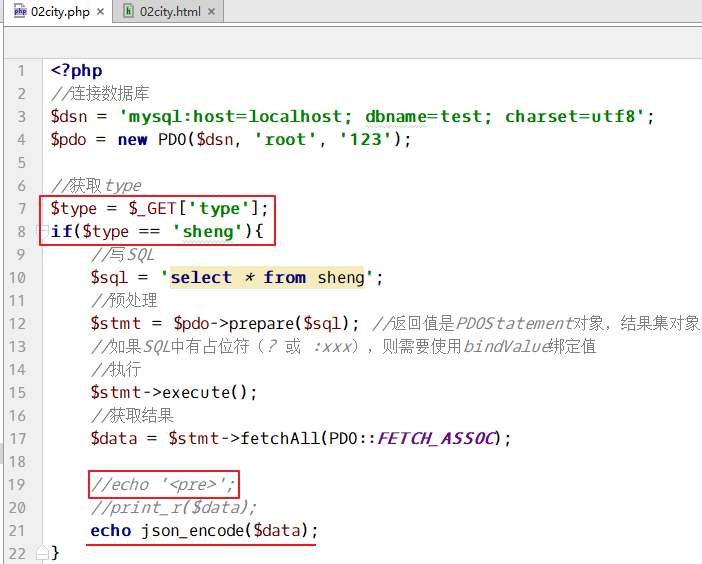 02city.php
02city.html
1 <?php
2 //连接数据库
3 $dsn = 'mysql:host=localhost; dbname=test; charset=utf8';
4 $pdo = new PDO($dsn, 'root', '123');
5
6 //获取type
7 $type = $_GET['type'];
8 if($type == 'sheng'){
9 //写SQL
10 $sql = 'select * from sheng';
11 //预处理
12 $stmt = $pdo->prepare($sql); //返回值是PDOStatement对象，结果集对象
13 //如果SQL中有占位符（? 或 :xxx），则需要使用bindValue绑定值
14 //执行
15 $stmt->execute();
16 //获取结果
17 $data = $stmt->fetchAll(PDO::FETCH_ASSOC);
18
19 //echo '<pre>';
20 //print_r($data);
21 echo json_encode($data);
22 }